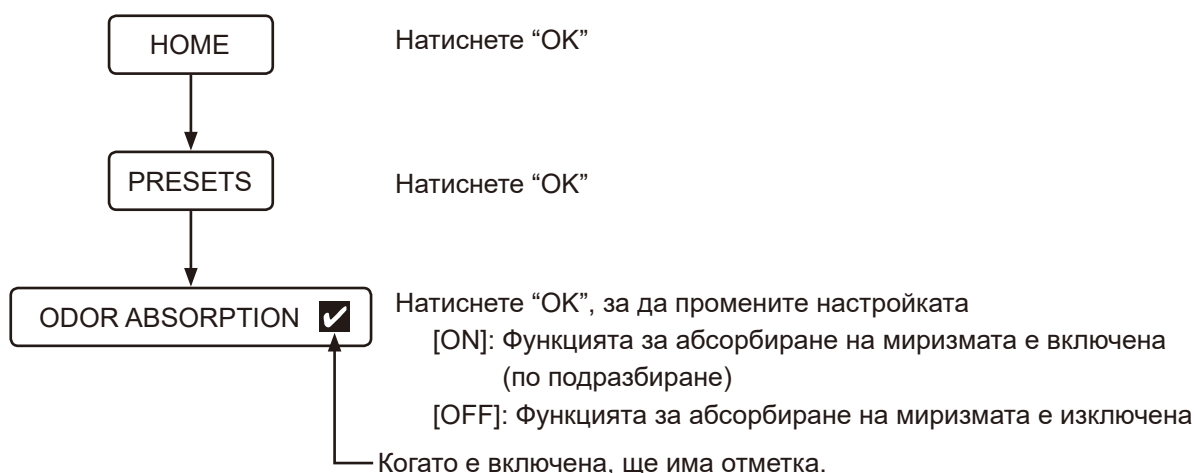 HOME
Натиснете “OK”
PRESETS
Натиснете “OK”
ODOR ABSORPTION ✔
Натиснете “OK”, за да промените настройката
[ON]: Функцията за абсорбиране на миризмата е включена
(по подразбиране)
[OFF]: Функцията за абсорбиране на миризмата е изключена
Когато е включена, ще има отметка.